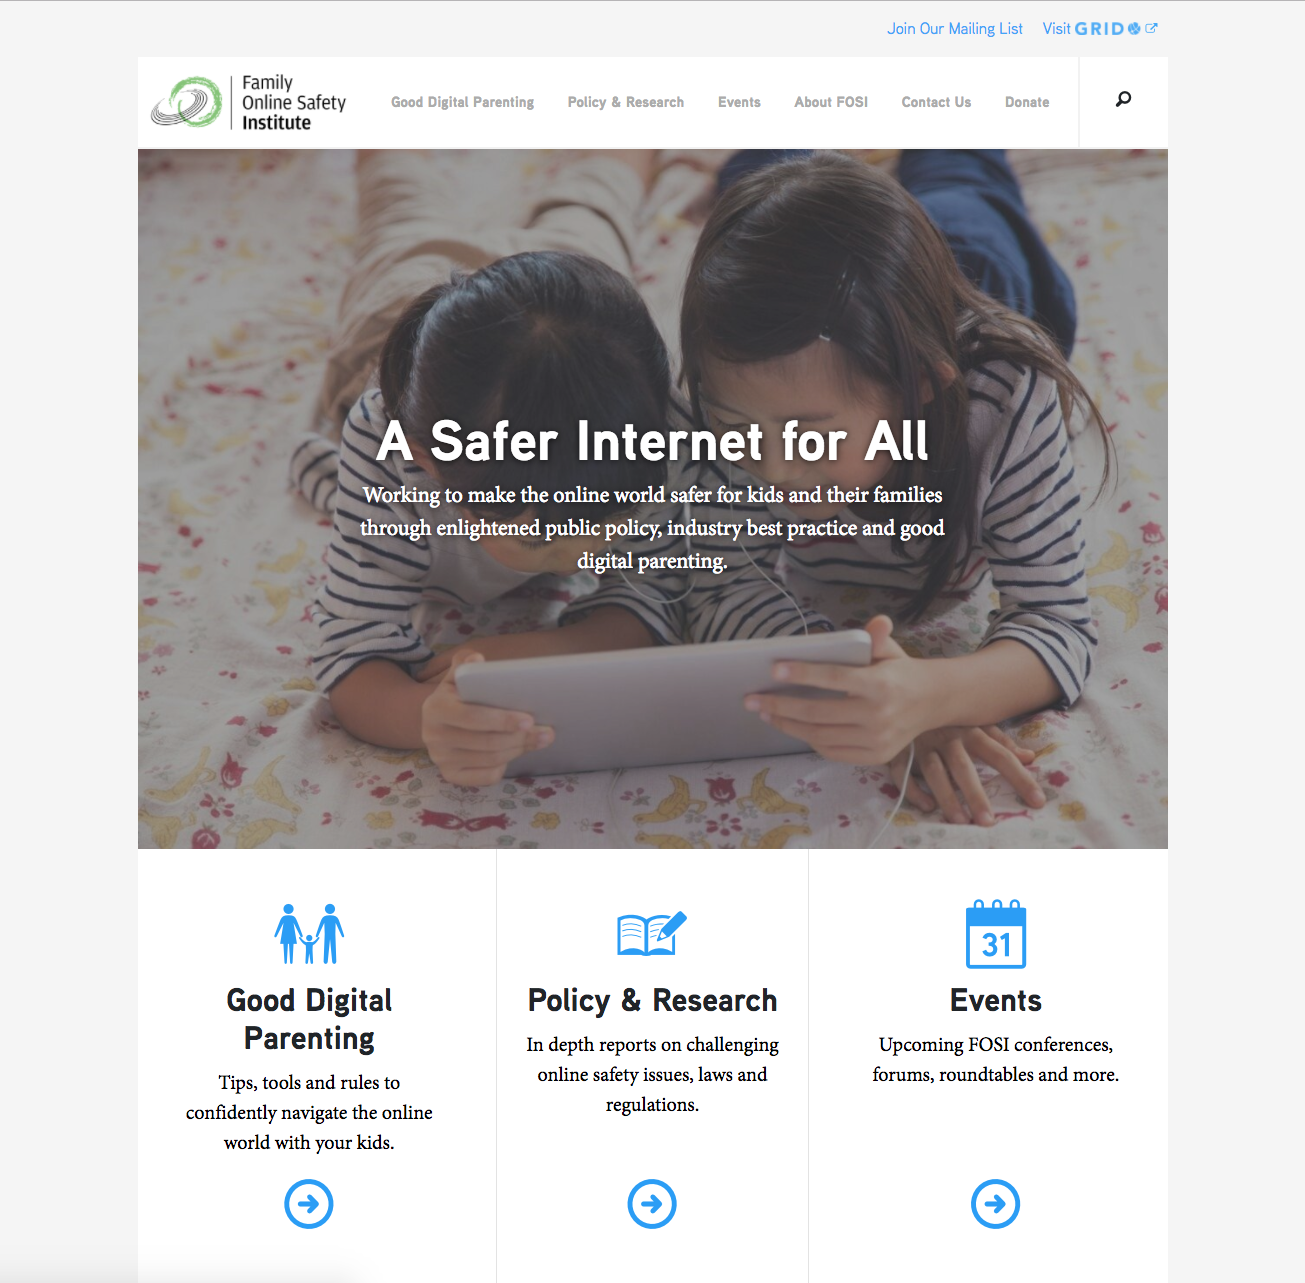 Join Our Mailing List Visit GRID
Family
Online Safety
Institute
Good Digital Parenting Policy & Research Events About FOSI Contact Us Donate
A Safer Internet for All
Working to make the online world safer for kids and their families
through enlightened public policy, industry best practice and good
digital parenting.
Good Digital
Parenting
Tips, tools and rules to
confidently navigate the online
world with your kids.
Policy & Research
In depth reports on challenging
online safety issues, laws and
regulations.
31
Events
Upcoming FOSI conferences,
forums, roundtables and more.